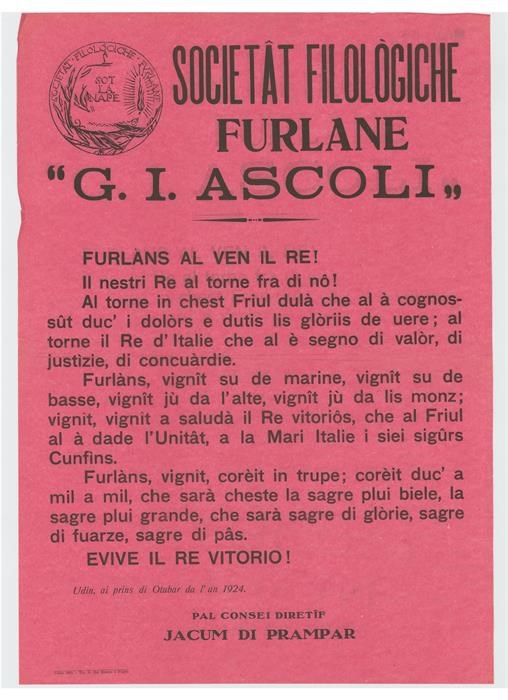 SOCIETÂT FILOLOGICHE FURLANE
SOT
LA
NAPE
SOCIETÂT FILOLÒGICHE
FURLANE
“G. I. ASCOLI„
FURLÀNS AL VEN IL RE!
Il nestri Re al torne fra di nô!
Al torne in chest Friul dulà che al à cognos-
sût duc' i dolòrs e dutis lis glòriis de uere; al
torne il Re d'Italie che al è segno di valòr, di
justìzie, di concuàrdie.
Furlàns, vignît su de marine, vignît su de
basse, vignît jù da l'alte, vignît jù da lis monz;
vignit, vignit a saludà il Re vitoriôs, che al Friul
al à dade l'Unitât, a la Mari Italie i siei sigûrs
Cunfins.
Furlàns, vignit, corèit in trupe; corèit duc' a
mil a mil, che sarà cheste la sagre plui biele, la
sagre plui grande, che sarà sagre di glòrie, sagre
di fuarze, sagre di pâs.
EVIVE IL RE VITORIO!
Udin, ai prins di Otubar da l'an 1924.
PAL CONSEI DIRETÎF
JACUM DI PRAMPAR